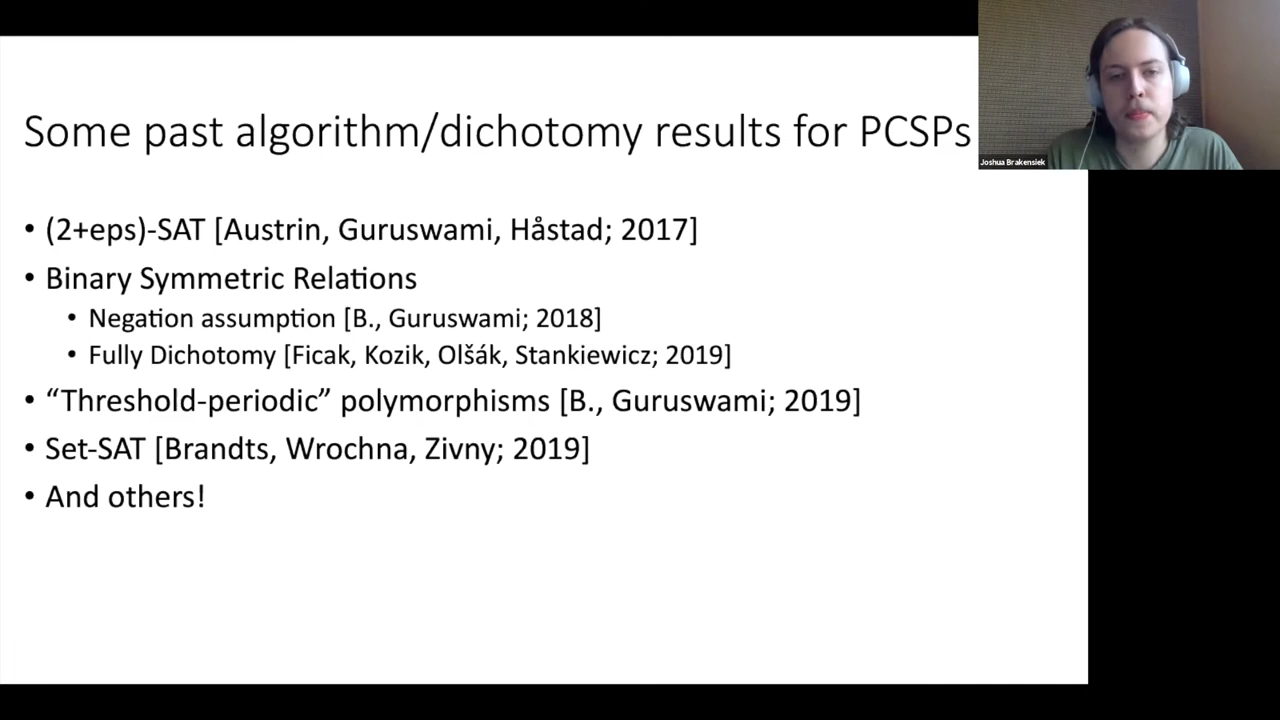 Some past algorithm/dichotomy results for PCSPs
Joshua Brakensiek
• (2+eps)-SAT [Austrin, Guruswami, Håstad; 2017]
• Binary Symmetric Relations
• Negation assumption [B., Guruswami; 2018]
• Fully Dichotomy [Ficak, Kozik, Olšák, Stankiewicz; 2019]
• “Threshold-periodic” polymorphisms [B., Guruswami; 2019]
• Set-SAT [Brandts, Wrochna, Zivny; 2019]
• And others!